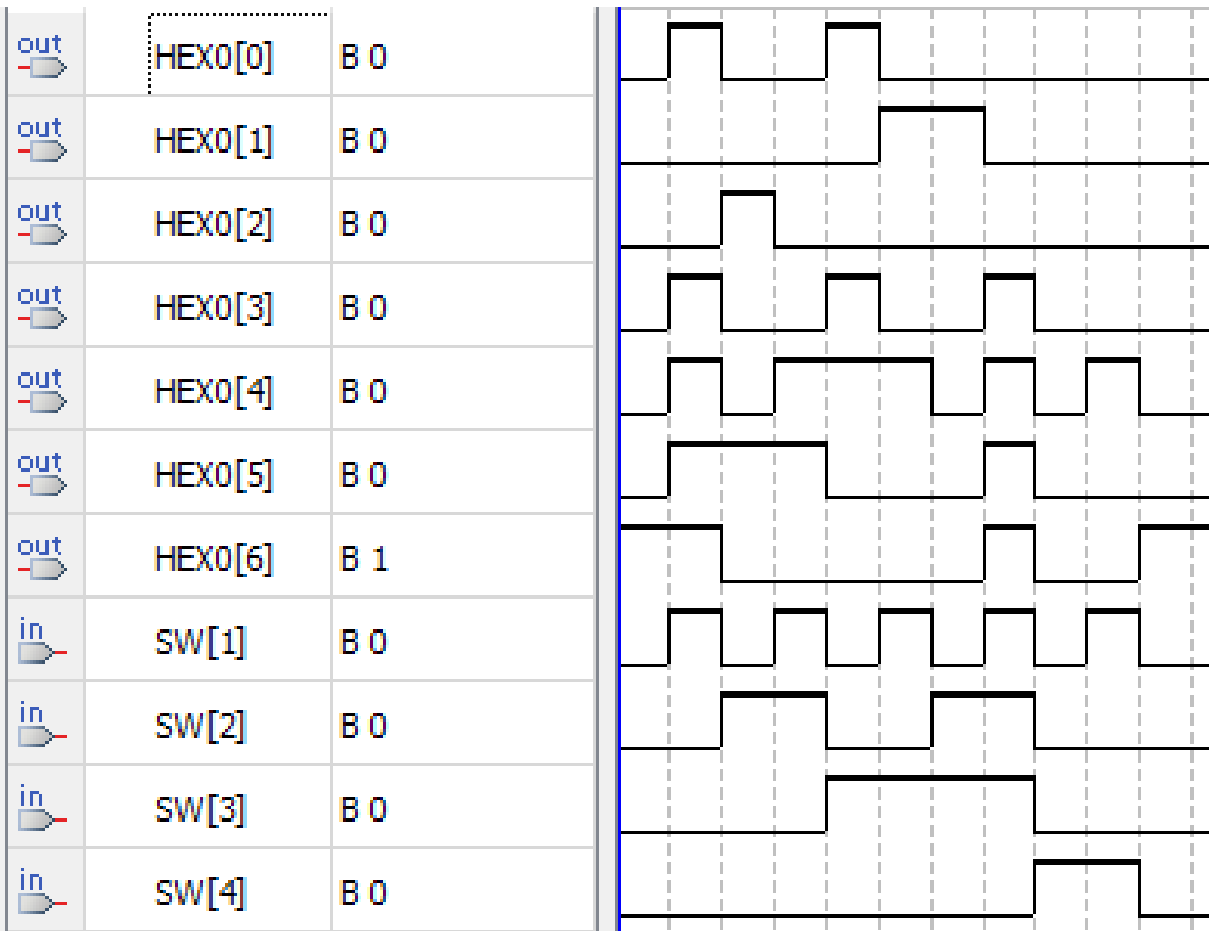 out HEX0[0] B 0
out HEX0[1] B 0
out HEX0[2] B 0
out HEX0[3] B 0
out HEX0[4] B 0
out HEX0[5] B 0
out HEX0[6] B 1
in SW[1] B 0
in SW[2] B 0
in SW[3] B 0
in SW[4] B 0